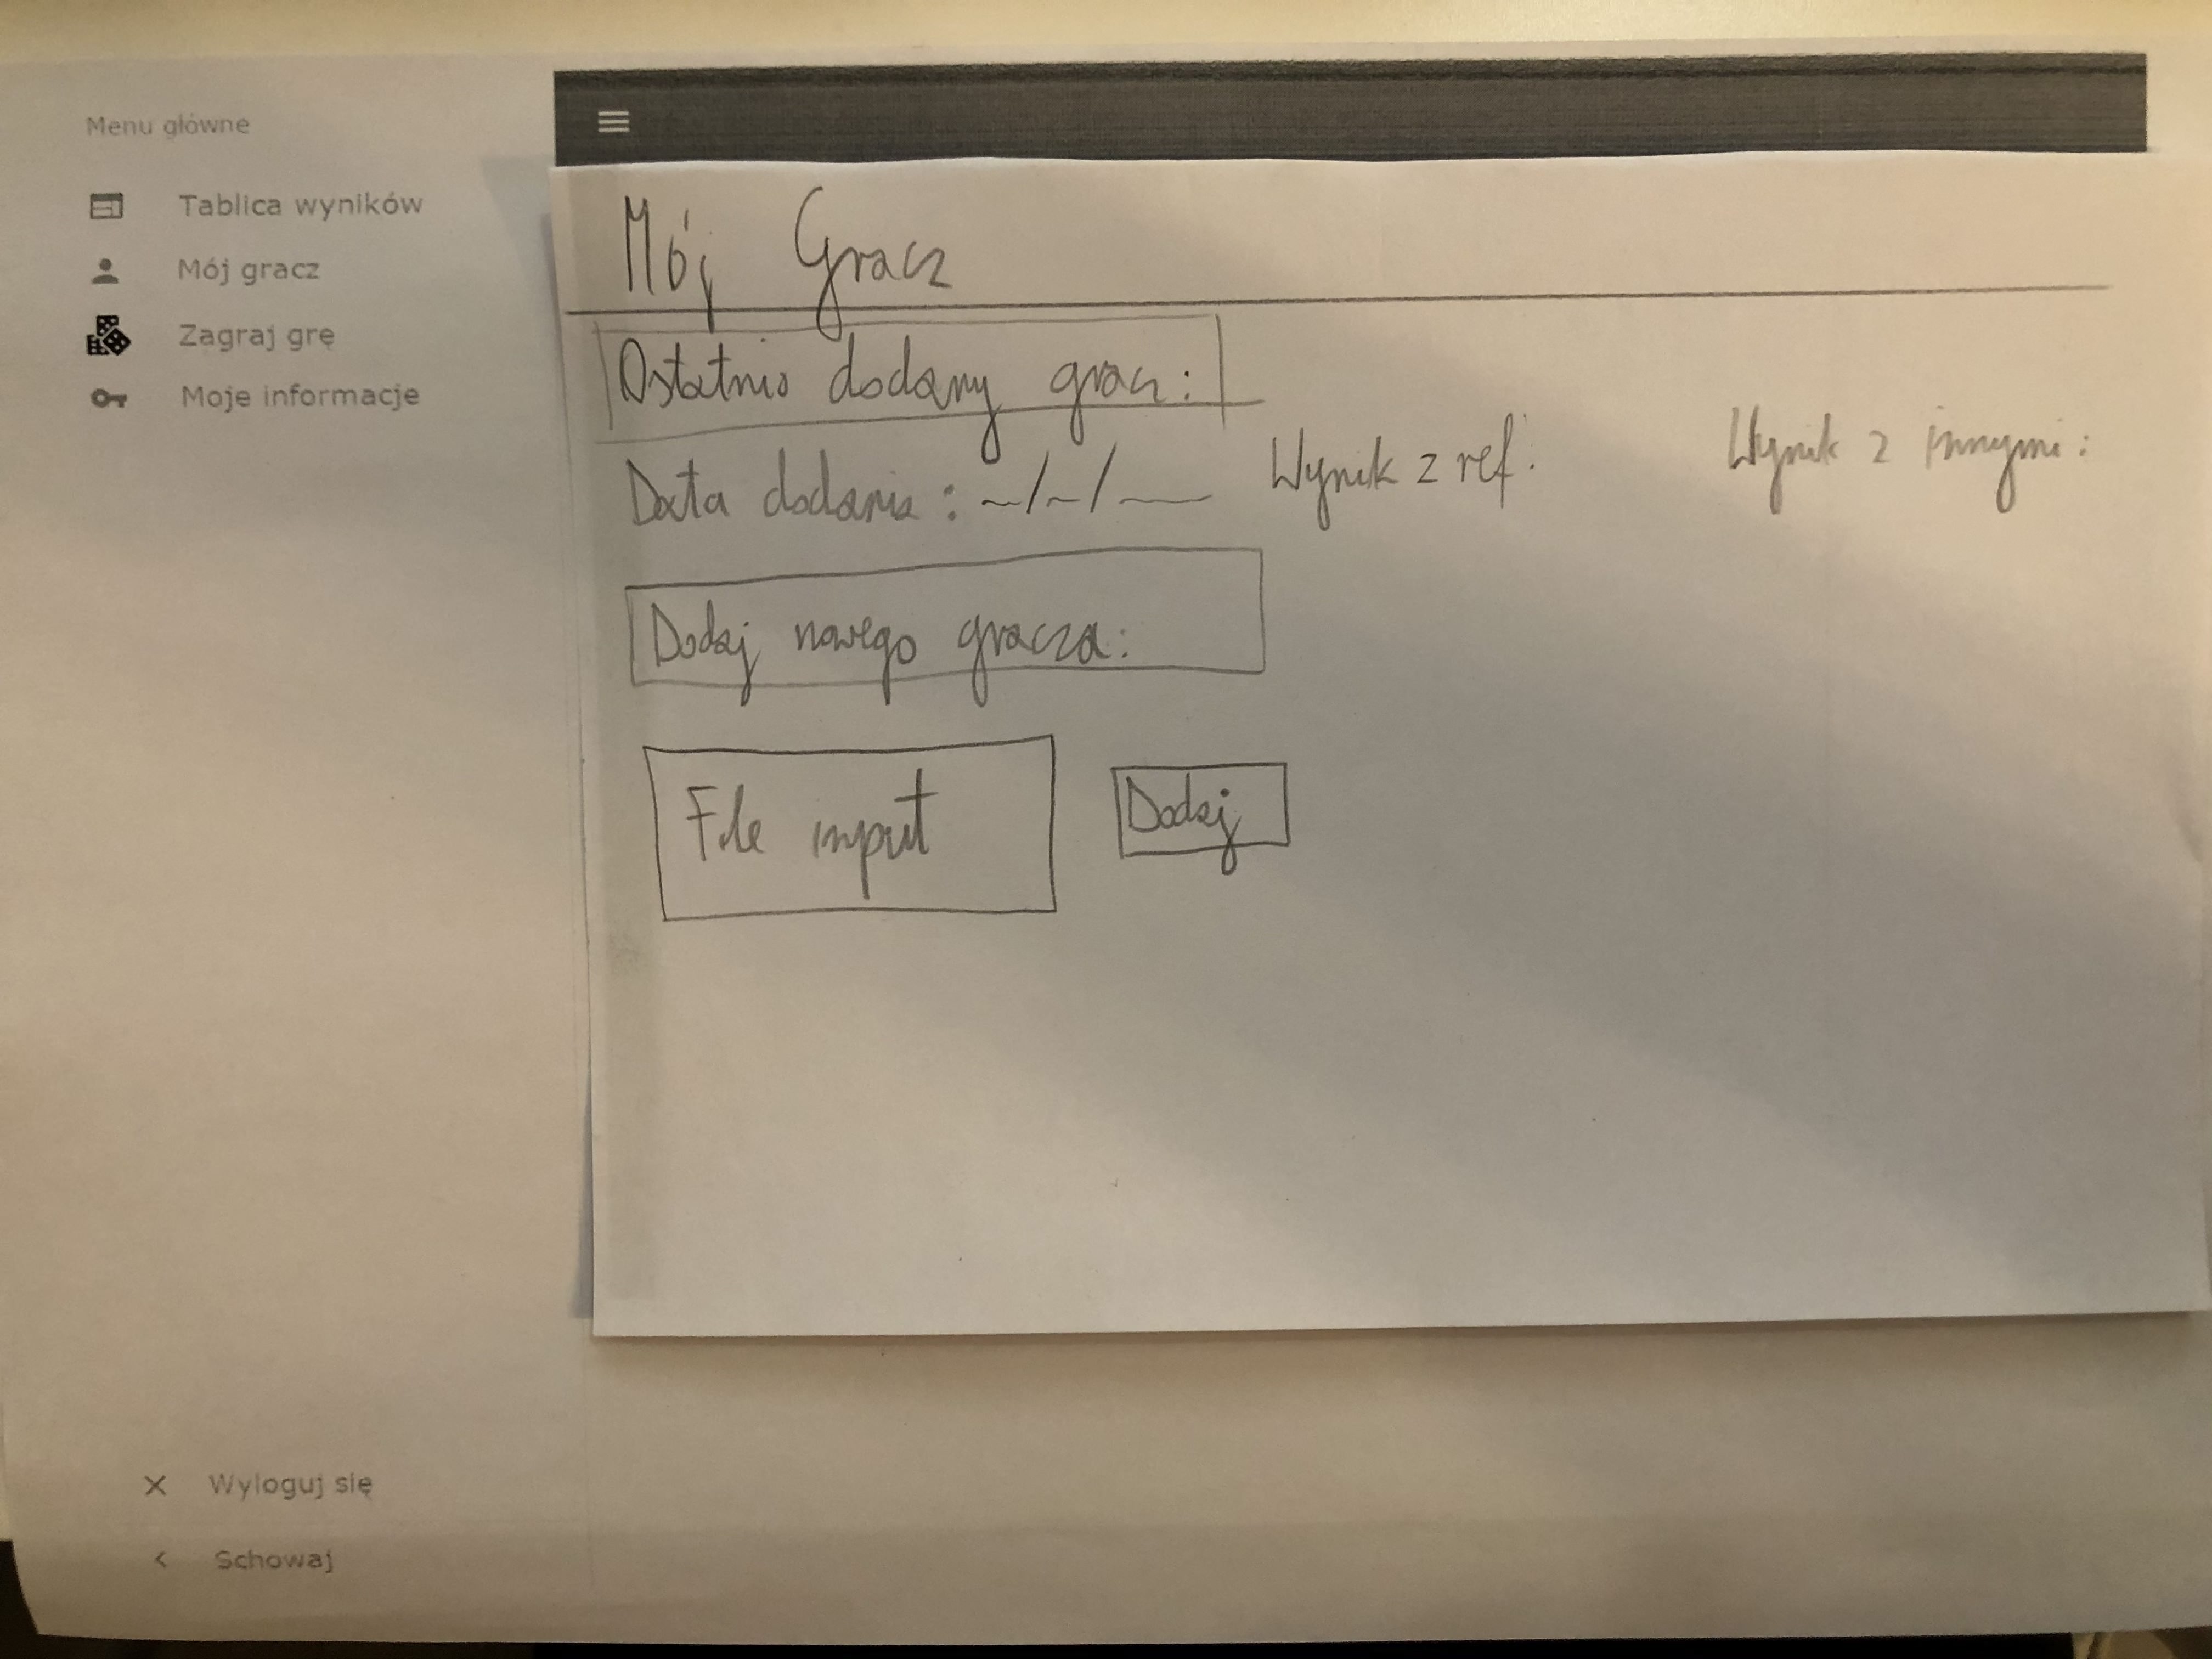 Menu główne
Tablica wyników
Mój gracz
Zagraj grę
Moje informacje
Wyloguj się
Schowaj
Mój Gracz
Ostatnio dodany gracz:
Data dodania: _/_/__ Wynik z ref: Wynik z innymi:
Dodaj nowego gracza:
File input Dodaj